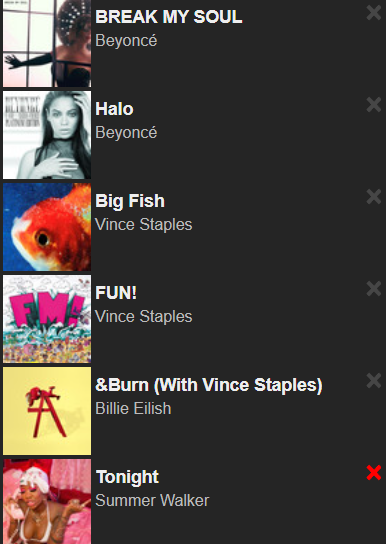 BREAK MY SOUL
Beyoncé
Halo
Beyoncé
Big Fish
Vince Staples
FUN!
Vince Staples
FM!
&Burn (With Vince Staples)
Billie Eilish
Tonight
Summer Walker